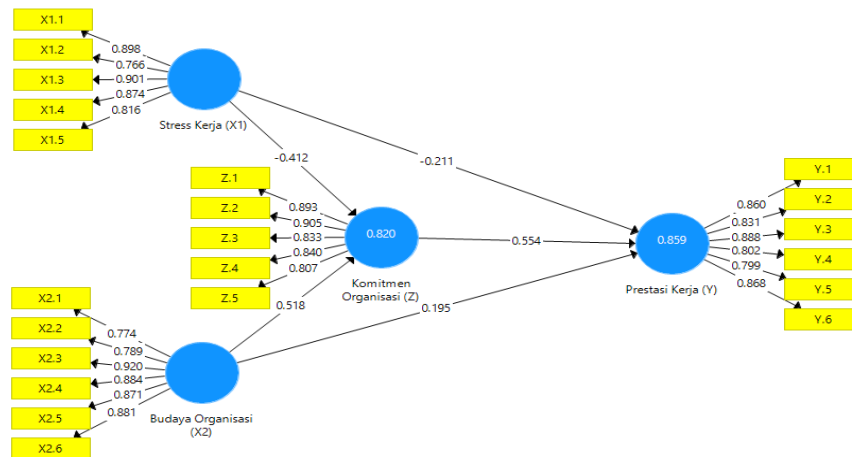 X1.1
X1.2
X1.3
X1.4
X1.5
0.898
0.766
0.901
0.874
0.816
Stress Kerja (X1)
-0.412
-0.211
Z.1
Z.2
Z.3
Z.4
Z.5
0.893
0.905
0.833
0.840
0.807
0.820
Komitmen
Organisasi (Z)
0.554
0.518
0.195
Y.1
Y.2
Y.3
Y.4
Y.5
Y.6
0.860
0.831
0.888
0.802
0.799
0.868
0.859
Prestasi Kerja (Y)
X2.1
X2.2
X2.3
X2.4
X2.5
X2.6
0.774
0.789
0.920
0.884
0.871
0.881
Budaya Organisasi
(X2)